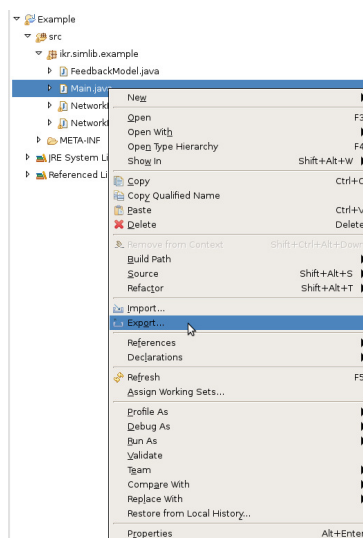 Example
src
ikr.simlib.example
FeedbackModel.java
Main.java
Network
Network
META-INF
JRE System Li
Referenced Li
New
Open F3
Open With
Open Type Hierarchy F4
Show In Shift+Alt+W
Copy Ctrl+C
Copy Qualified Name
Paste Ctrl+V
Delete Delete
Remove from Context Shift+Ctrl+Alt+Down
Build Path
Source Shift+Alt+S
Refactor Shift+Alt+T
Import...
Export...
References
Declarations
Refresh F5
Assign Working Sets...
Profile As
Debug As
Run As
Validate
Team
Compare With
Replace With
Restore from Local History...
Properties Alt+Enter